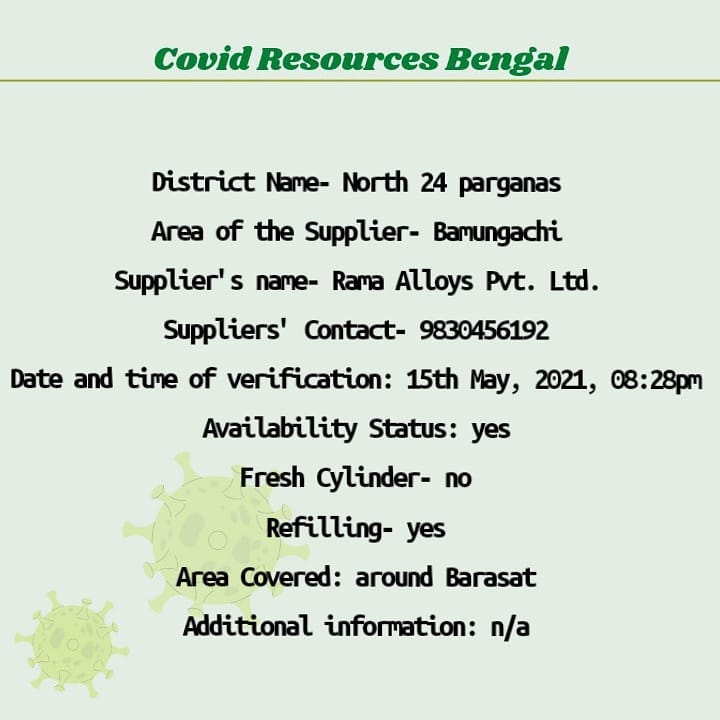 Covid Resources Bengal
District Name- North 24 parganas
Area of the Supplier- Bamungachi
Supplier's name- Rama Alloys Pvt. Ltd.
Suppliers' Contact- 9830456192
Date and time of verification: 15th May, 2021, 08:28pm
Availability Status: yes
Fresh Cylinder- no
Refilling- yes
Area Covered: around Barasat
Additional information: n/a